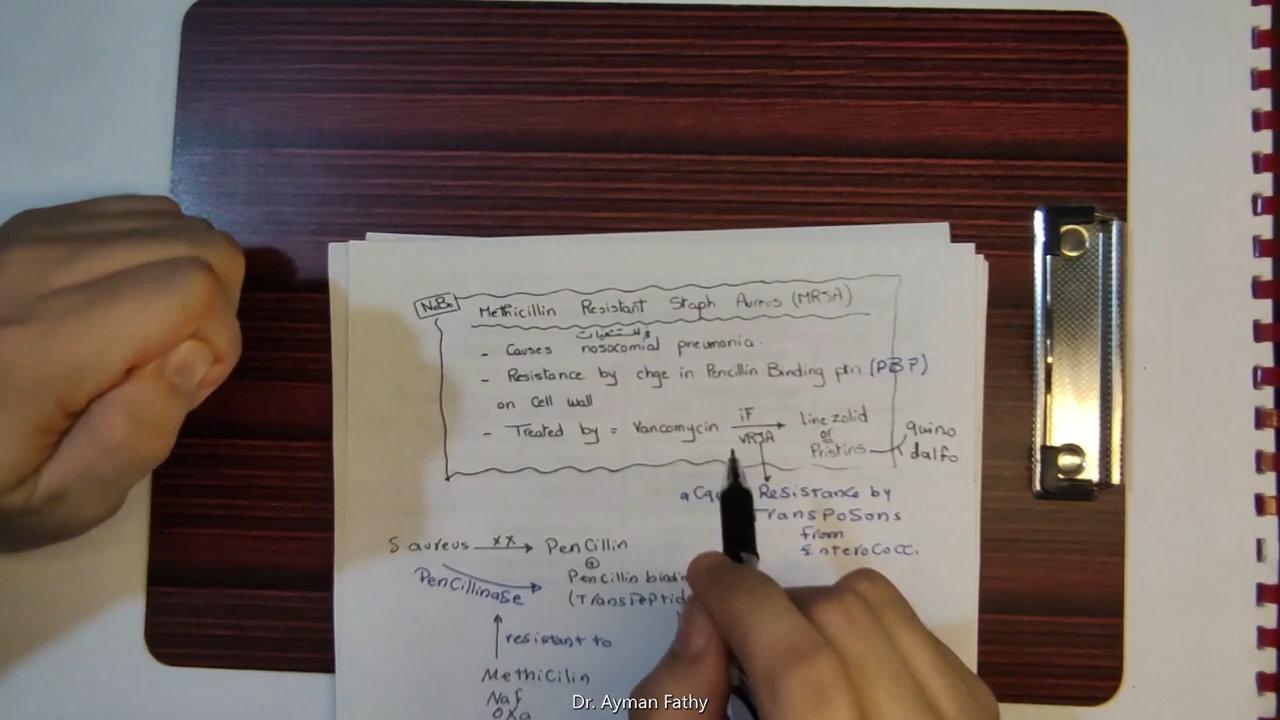 N.B.
Methicillin Resistant Staph Aureus (MRSA)
- Causes nosocomial pneumonia.
- Resistance by chge in Pencillin Binding ptn (PBP)
on Cell wall
- Treated by = Vancomycin iF VRSA Linezolid
or
Pristins
quino
dalfo
Resistance by
TransPoSons
from
EnteroCocci
S. aureus xx PenCillin
PenCillinaSe
Pencillin
resistant to
MethiCilin
Naf
Oxa
Dr. Ayman Fathy